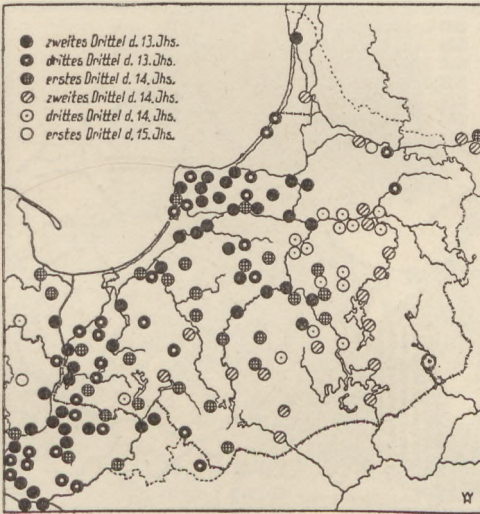 zweites Drittel d. 13. Jhs.
drittes Drittel d. 13. Jhs.
erstes Drittel d. 14. Jhs.
zweites Drittel d. 14. Jhs.
drittes Drittel d. 14. Jhs.
erstes Drittel d. 15. Jhs.